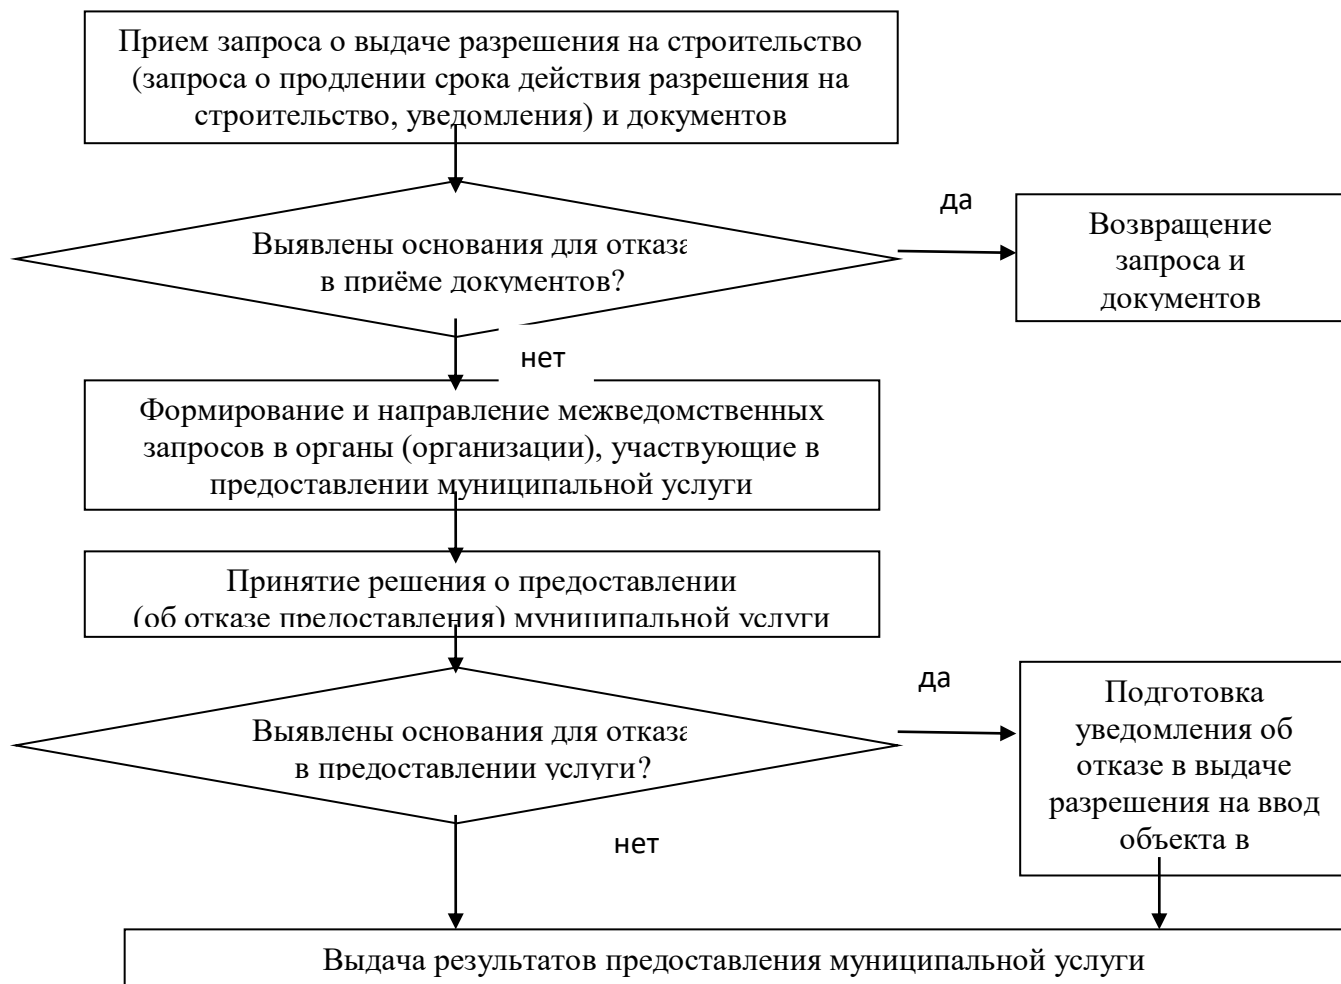 Прием запроса о выдаче разрешения на строительство
(запроса о продлении срока действия разрешения на
строительство, уведомления) и документов
да
Выявлены основания для отказа
в приёме документов?
Возвращение
запроса и
документов
нет
Формирование и направление межведомственных
запросов в органы (организации), участвующие в
предоставлении муниципальной услуги
Принятие решения о предоставлении
(об отказе предоставления) муниципальной услуги
да
Выявлены основания для отказа
в предоставлении услуги?
Подготовка
уведомления об
отказе в выдаче
разрешения на ввод
объекта в
нет
Выдача результатов предоставления муниципальной услуги